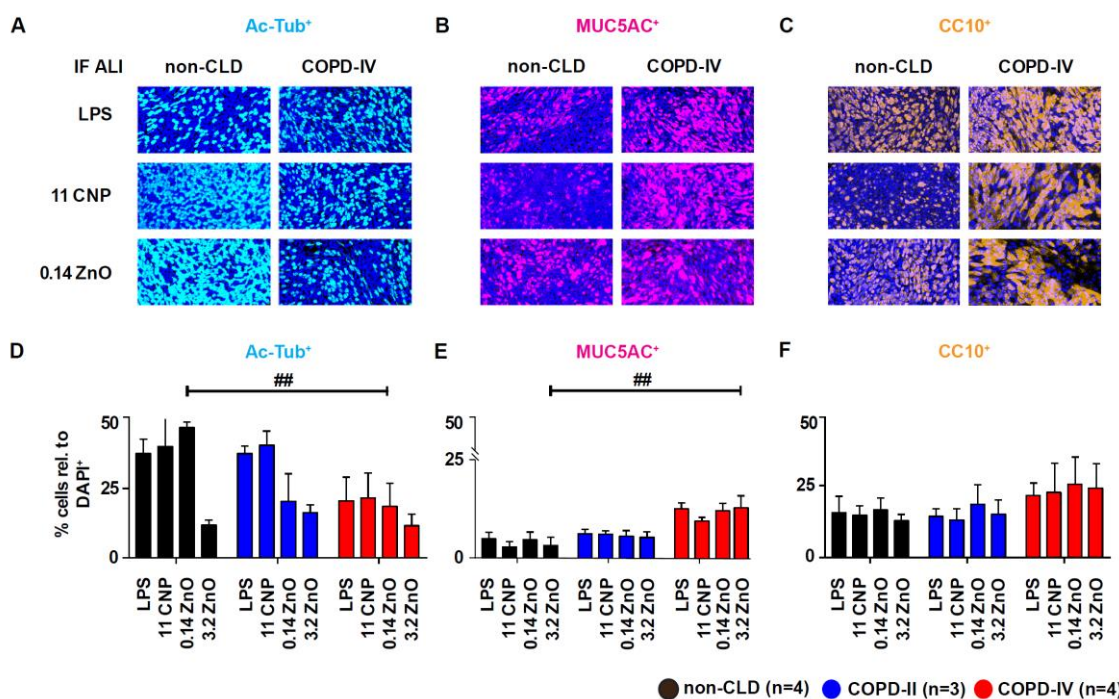 A Ac-Tub⁺ B MUC5AC⁺ C CC10⁺
IF ALI non-CLD COPD-IV non-CLD COPD-IV non-CLD COPD-IV
LPS
11 CNP
0.14 ZnO
D Ac-Tub⁺ E MUC5AC⁺ F CC10⁺
## ##
% cells rel. to
DAPI⁺
50 50 50
25 25 25
0 0 0
LPS 11 CNP 0.14 ZnO 3.2 ZnO LPS 11 CNP 0.14 ZnO 3.2 ZnO LPS 11 CNP 0.14 ZnO 3.2 ZnO
LPS 11 CNP 0.14 ZnO 3.2 ZnO LPS 11 CNP 0.14 ZnO 3.2 ZnO LPS 11 CNP 0.14 ZnO 3.2 ZnO
LPS 11 CNP 0.14 ZnO 3.2 ZnO LPS 11 CNP 0.14 ZnO 3.2 ZnO LPS 11 CNP 0.14 ZnO 3.2 ZnO
non-CLD (n=4) COPD-II (n=3) COPD-IV (n=4)